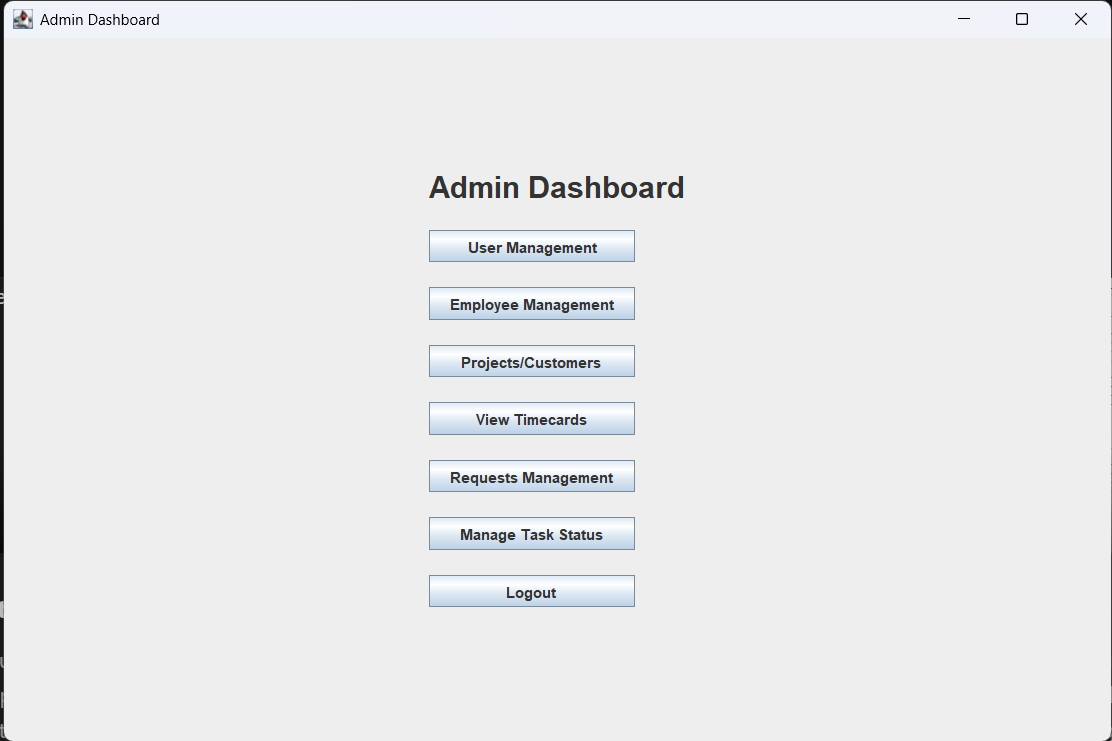 Admin Dashboard
Admin Dashboard
User Management
Employee Management
Projects/Customers
View Timecards
Requests Management
Manage Task Status
Logout